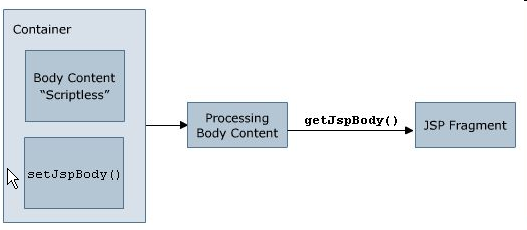 Container
Body Content
“Scriptless”
setJspBody()
Processing
Body Content
getJspBody()
JSP Fragment